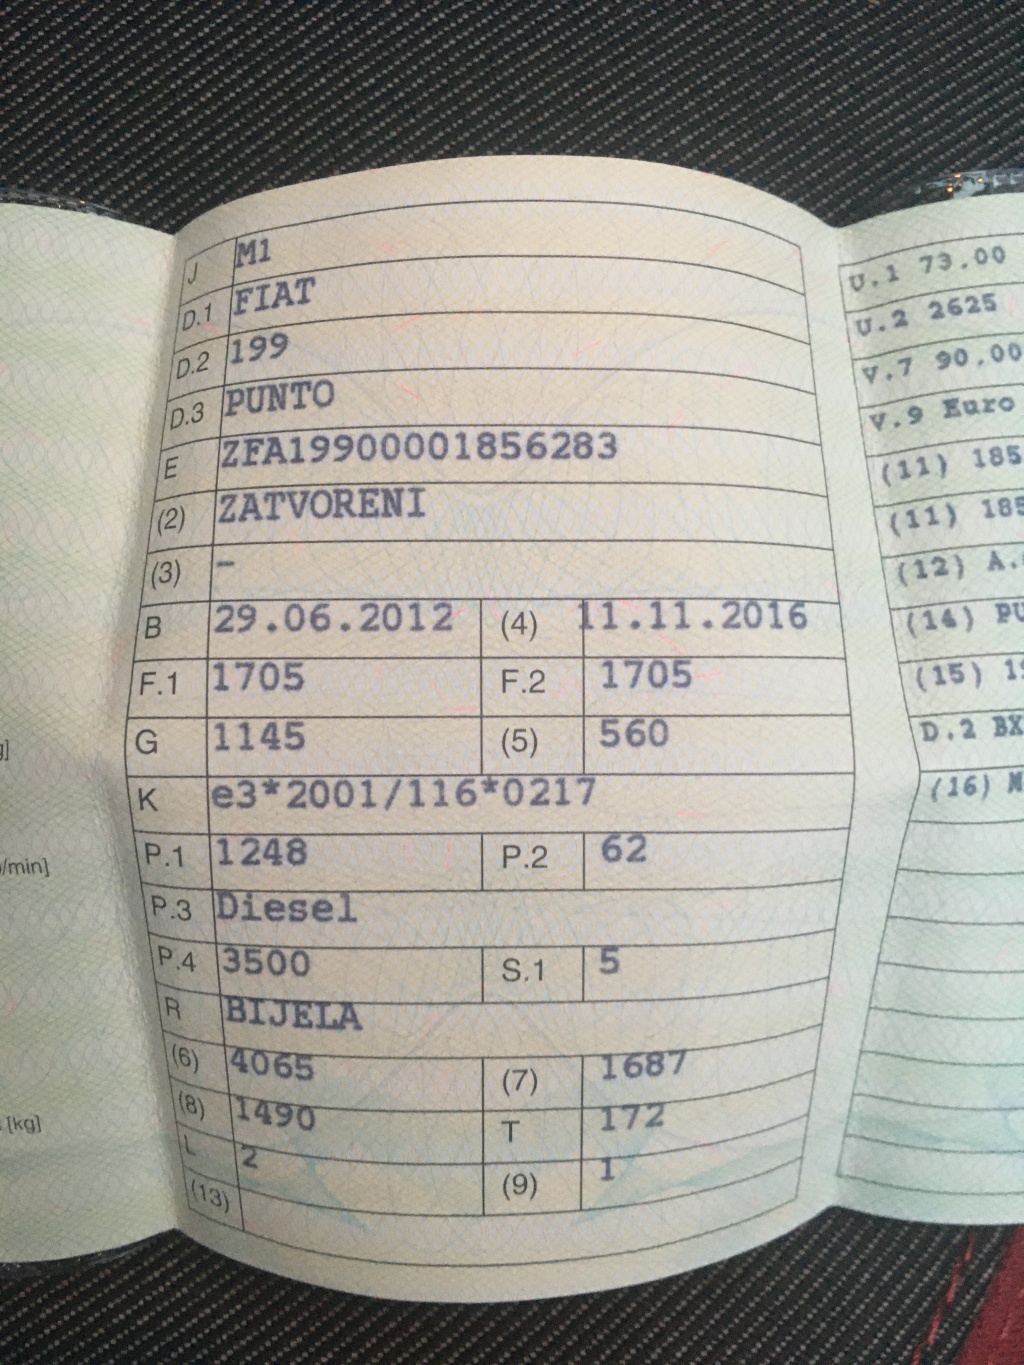 g]
/min]
[kg]
J M1
D.1 FIAT
D.2 199
D.3 PUNTO
E ZFA19900001856283
(2) ZATVORENI
(3) -
B 29.06.2012 (4) 11.11.2016
F.1 1705 F.2 1705
G 1145 (5) 560
K e3*2001/116*0217
P.1 1248 P.2 62
P.3 Diesel
P.4 3500 S.1 5
R BIJELA
(6) 4065 (7) 1687
(8) 1490 T 172
L 2 (9) 1
(13)
U.1 73.00
U.2 2625
V.7 90.00
V.9 Euro
(11) 185
(11) 185
(12) A.
(14) PU
(15) 19
D.2 BX
(16) M